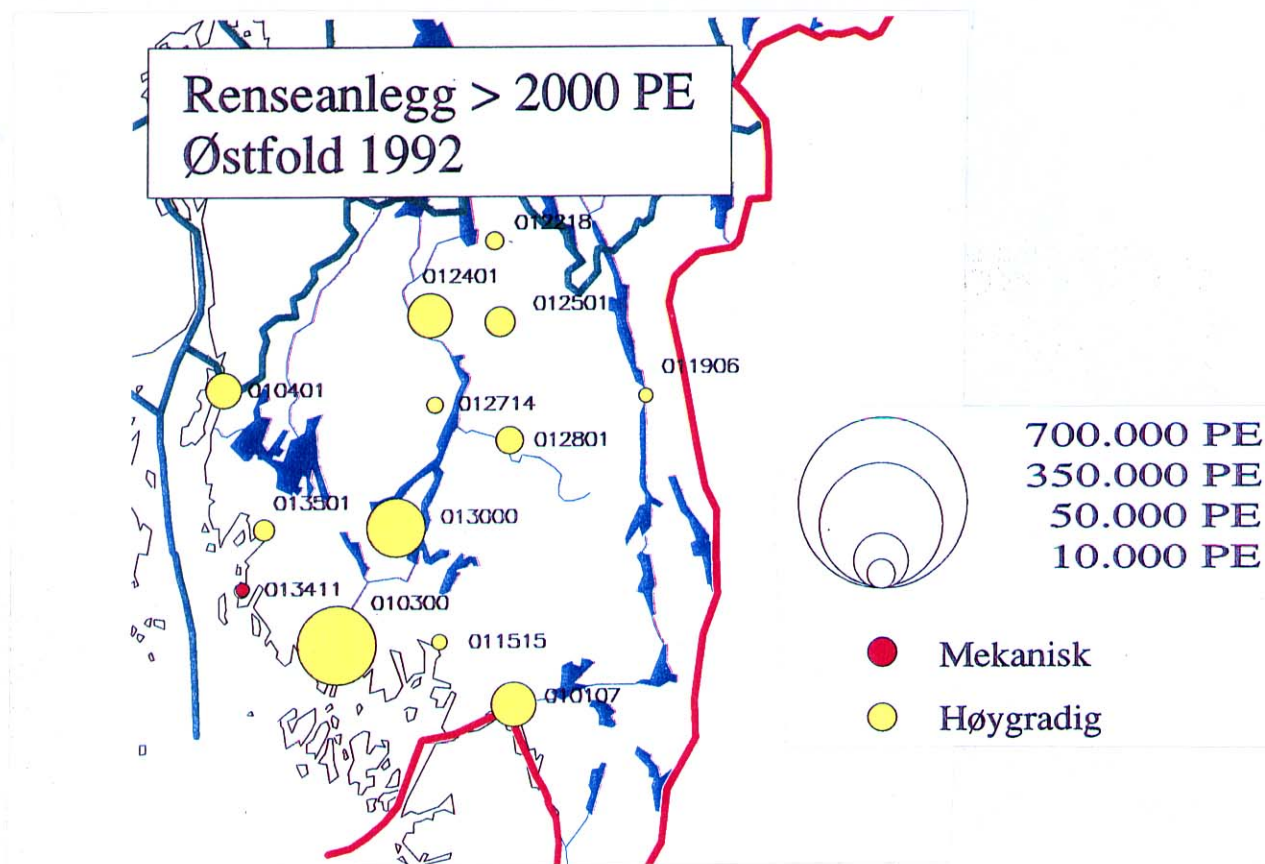 Renseanlegg > 2000 PE
Østfold 1992
012218
012401
012501
011906
010401
012714
012801
013501
013000
013411
010300
011515
010107
700.000 PE
350.000 PE
50.000 PE
10.000 PE
Mekanisk
Høygradig